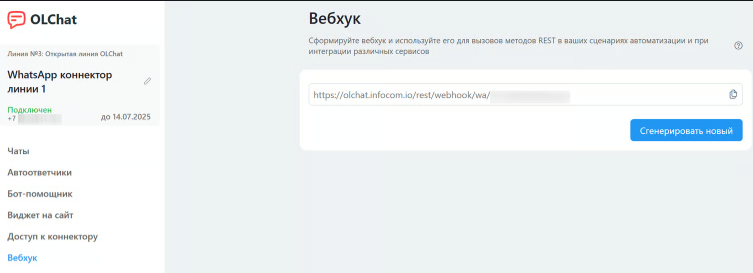 OLChat
Линия №3: Открытая линия OLChat
WhatsApp коннектор
линии 1
Подключен
+7
до 14.07.2025
Чаты
Автоответчики
Бот-помощник
Виджет на сайт
Доступ к коннектору
Вебхук
Вебхук
Сформируйте вебхук и используйте его для вызовов методов REST в ваших сценариях автоматизации и при
интеграции различных сервисов
https://olchat.infocom.io/rest/webhook/wa/
Сгенерировать новый